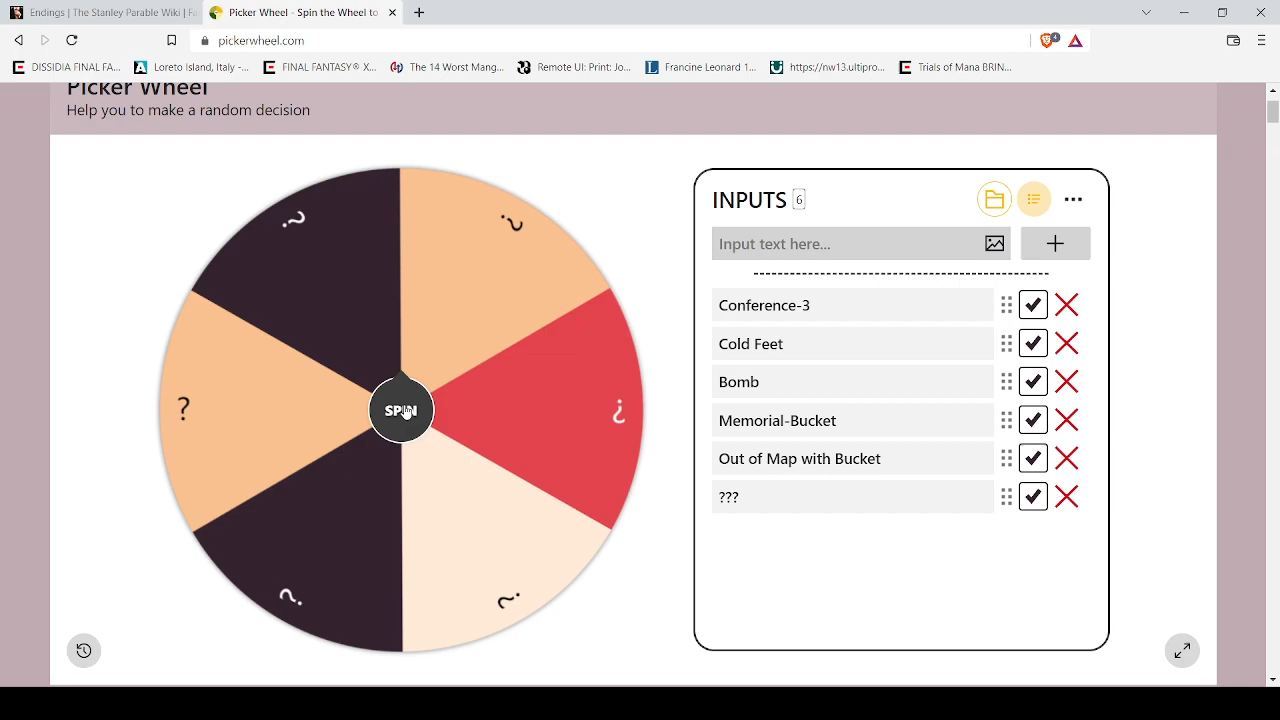 Endings | The Stanley Parable Wiki | Fa
Picker Wheel - Spin the Wheel to
pickerwheel.com
4
DISSIDIA FINAL FA...
Loreto Island, Italy -...
FINAL FANTASY® X...
The 14 Worst Mang...
Remote UI: Print: Jo...
Francine Leonard 1...
https://nw13.ultipro...
Trials of Mana BRIN...
Picker Wheel
Help you to make a random decision
?
?
?
?
?
?
SPIN
INPUTS 6
Input text here...
Conference-3
Cold Feet
Bomb
Memorial-Bucket
Out of Map with Bucket
???